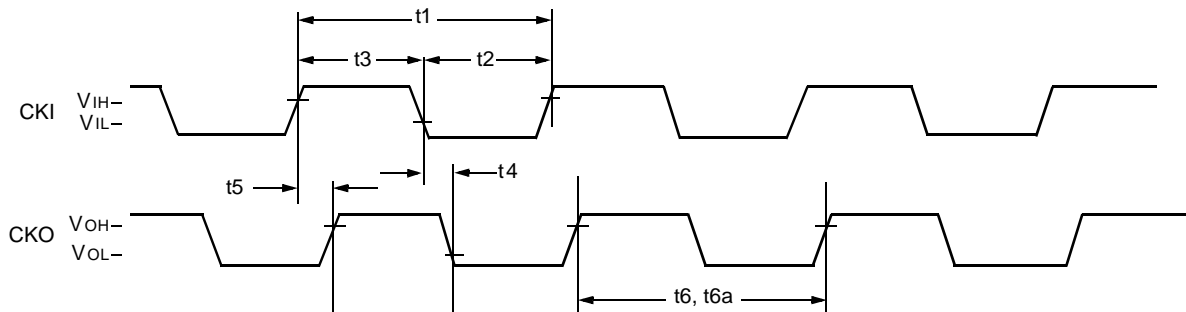 t1
t3
t2
CKI
VIH–
VIL–
t5
t4
CKO
VOH–
VOL–
t6, t6a